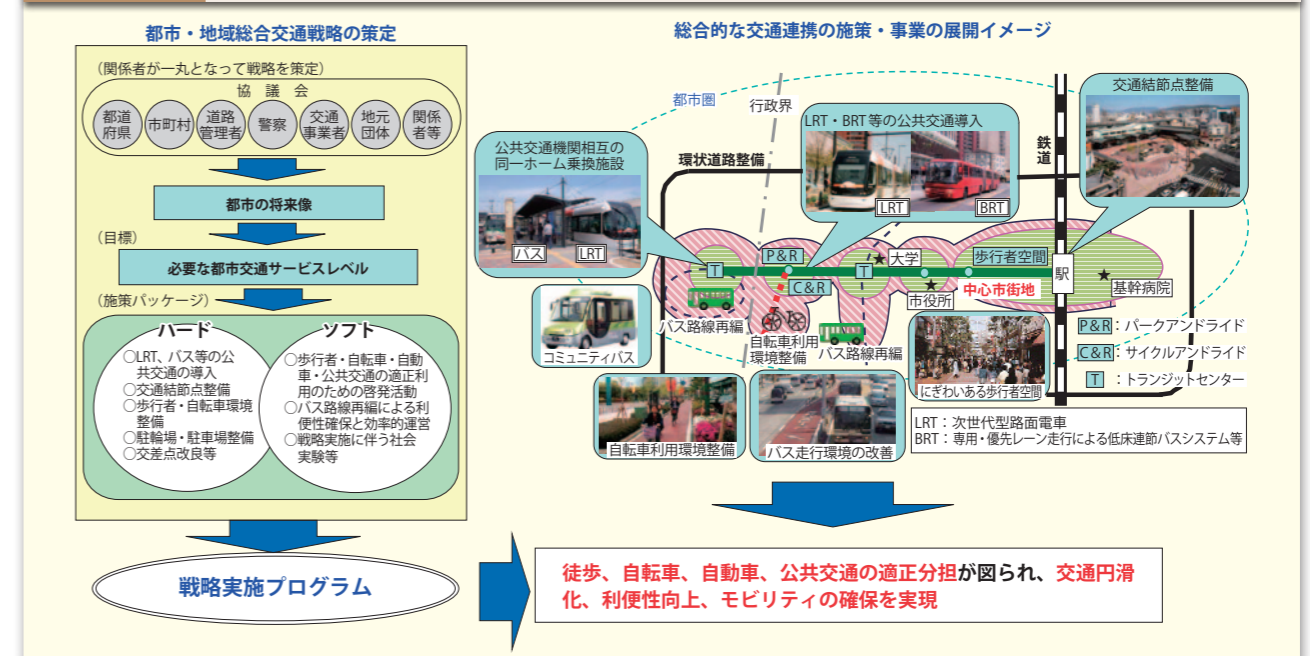 都市・地域総合交通戦略の策定
（関係者が一丸となって戦略を策定）
協 議 会
都道
府県
市町村
道路
管理者
警察
交通
事業者
地元
団体
関係
者等
都市の将来像
（目標）
必要な都市交通サービスレベル
（施策パッケージ）
ハード
○LRT、バス等の公
共交通の導入
○交通結節点整備
○歩行者・自転車環境
整備
○駐輪場・駐車場整備
○交差点改良等
ソフト
○歩行者・自転車・自動
車・公共交通の適正利
用のための啓発活動
○バス路線再編による利
便性確保と効率的運営
○戦略実施に伴う社会
実験等
戦略実施プログラム
総合的な交通連携の施策・事業の展開イメージ
都市圏
行政界
環状道路整備
公共交通機関相互の
同一ホーム乗換施設
バス
LRT
LRT・BRT等の公共交通導入
LRT
BRT
鉄道
交通結節点整備
T
P&R
C&R
T
大学
市役所
歩行者空間
中心市街地
駅
基幹病院
バス路線再編
自転車利用
環境整備
バス路線再編
コミュニティバス
自転車利用環境整備
バス走行環境の改善
にぎわいある歩行者空間
P&R：パークアンドライド
C&R：サイクルアンドライド
T：トランジットセンター
LRT：次世代型路面電車
BRT：専用・優先レーン走行による低床連節バスシステム等
徒歩、自転車、自動車、公共交通の適正分担が図られ、交通円滑
化、利便性向上、モビリティの確保を実現